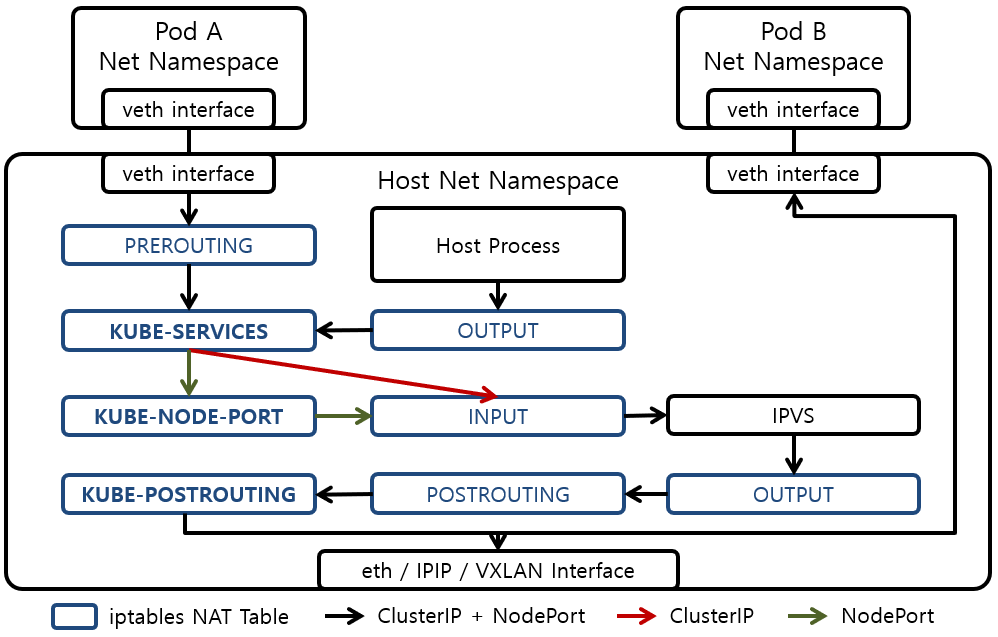 Pod A
Net Namespace
veth interface
Pod B
Net Namespace
veth interface
veth interface
Host Net Namespace
veth interface
PREROUTING
Host Process
KUBE-SERVICES
OUTPUT
KUBE-NODE-PORT
INPUT
IPVS
KUBE-POSTROUTING
POSTROUTING
OUTPUT
eth / IPIP / VXLAN Interface
iptables NAT Table
ClusterIP + NodePort
ClusterIP
NodePort